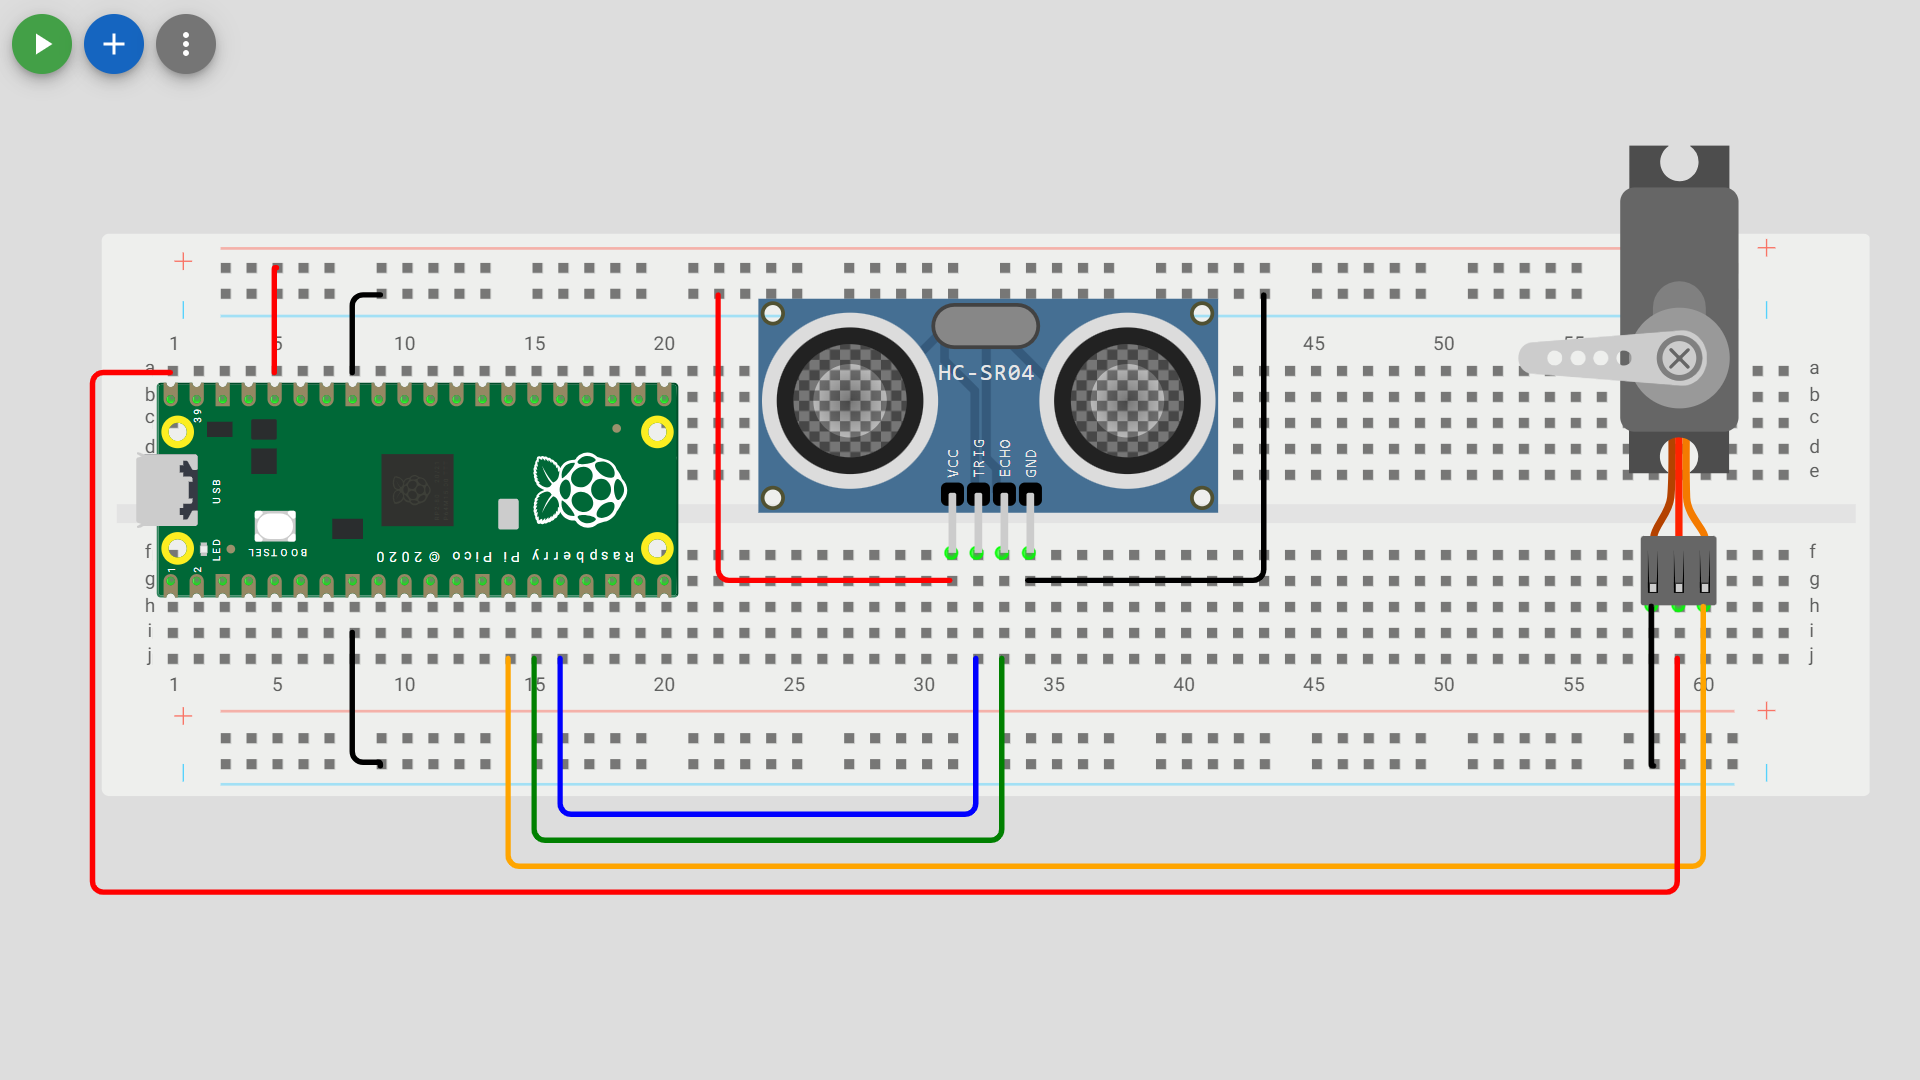 1 5 10 15 20 45 50 55
a a
b b
c c
d d
e
39
HC-SR04
VCC TRIG ECHO GND
USB
BOOTSEL
LED
Raspberry Pi Pico © 2020
1 2
f f
g g
h h
i i
j j
1 5 10 15 20 25 30 35 40 45 50 55 60